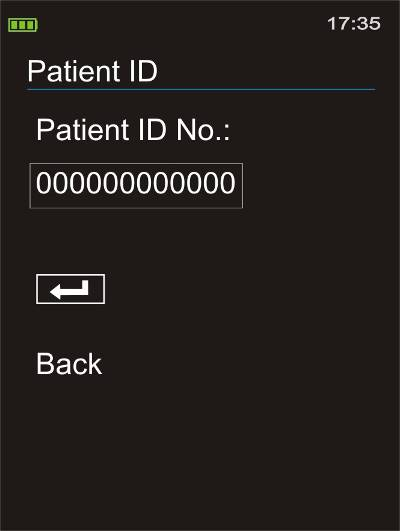 17:35
Patient ID
Patient ID No.:
000000000000
Back